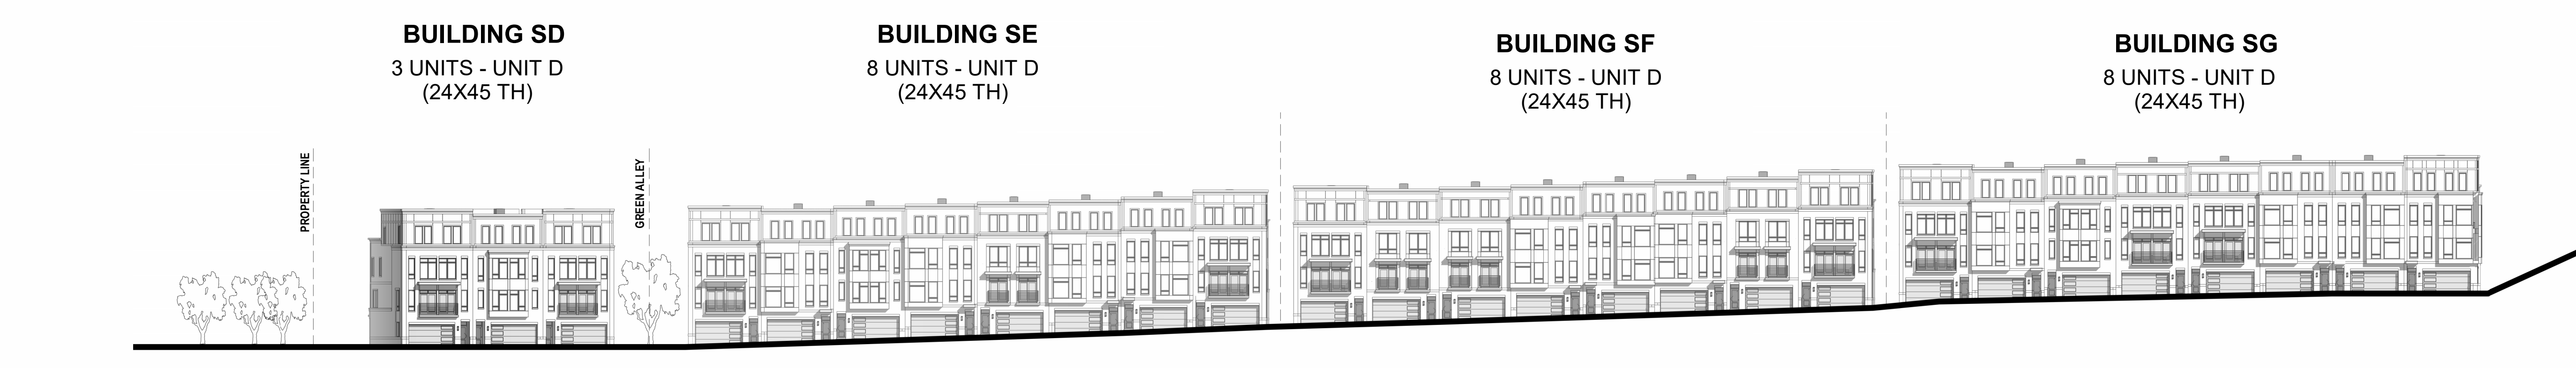 BUILDING SD
3 UNITS - UNIT D
(24X45 TH)
BUILDING SE
8 UNITS - UNIT D
(24X45 TH)
BUILDING SF
8 UNITS - UNIT D
(24X45 TH)
BUILDING SG
8 UNITS - UNIT D
(24X45 TH)
PROPERTY LINE
GREEN ALLEY